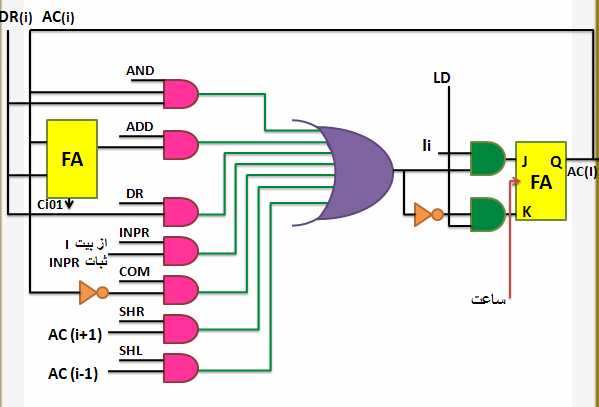 DR(i) AC(i)
AND
ADD
FA
Ci01
DR
INPR
از بیت I
ثبات INPR
COM
SHR
AC (i+1)
SHL
AC (i-1)
LD
Ii
J Q
FA
K
AC(I)
ساعت